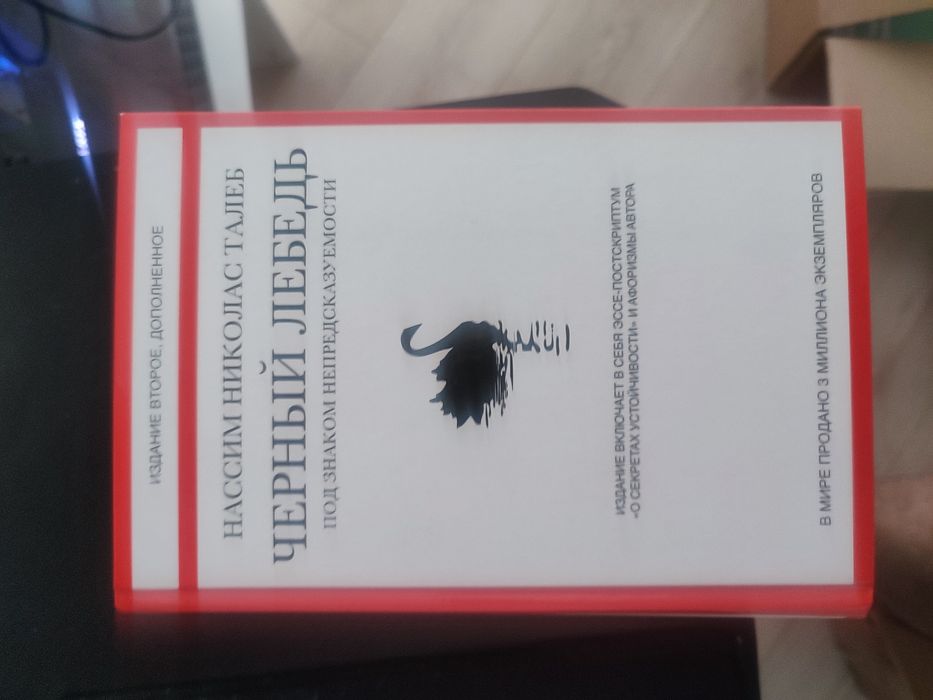 ИЗДАНИЕ ВТОРОЕ, ДОПОЛНЕННОЕ
НАССИМ НИКОЛАС ТАЛЕБ
ЧЕРНЫЙ ЛЕБЕДЬ
ПОД ЗНАКОМ НЕПРЕДСКАЗУЕМОСТИ
ИЗДАНИЕ ВКЛЮЧАЕТ В СЕБЯ ЭССЕ-ПОСТСКРИПТУМ
«О СЕКРЕТАХ УСТОЙЧИВОСТИ» И АФОРИЗМЫ АВТОРА
В МИРЕ ПРОДАНО 3 МИЛЛИОНА ЭКЗЕМПЛЯРОВ